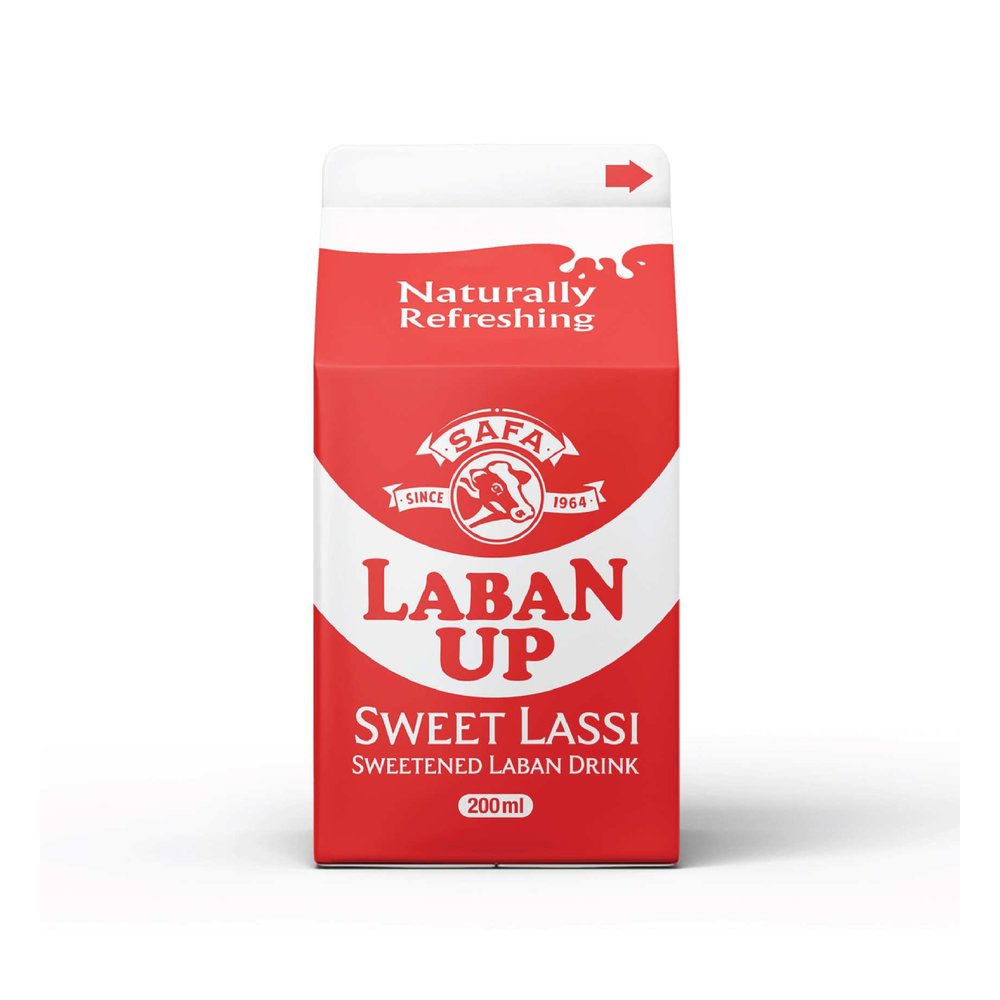 Naturally
Refreshing
SAFA
SINCE 1964
LABAN
UP
SWEET LASSI
SWEETENED LABAN DRINK
200ml